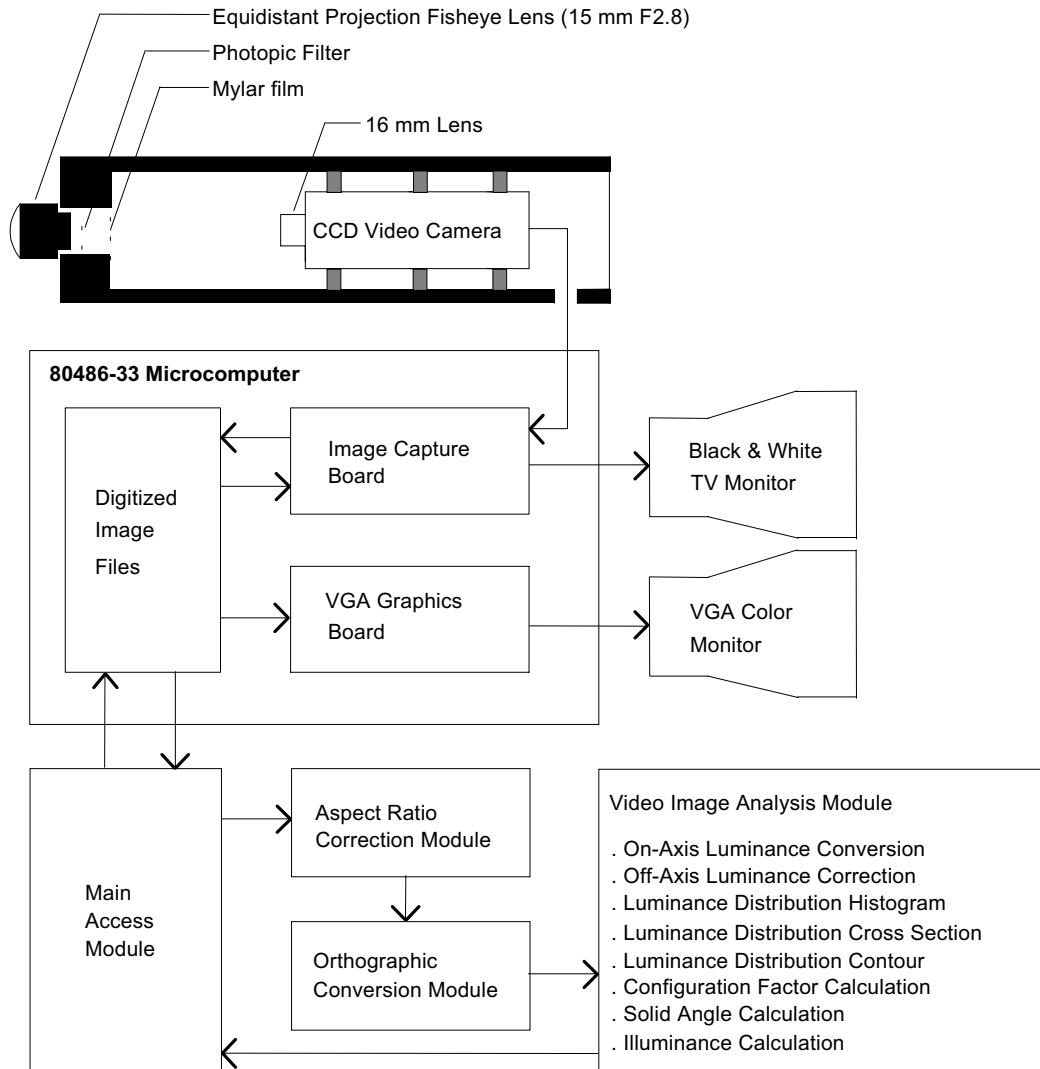 Equidistant Projection Fisheye Lens (15 mm F2.8)
Photopic Filter
Mylar film
16 mm Lens
CCD Video Camera
80486-33 Microcomputer
Digitized
Image
Files
Image Capture
Board
Black & White
TV Monitor
VGA Graphics
Board
VGA Color
Monitor
Main
Access
Module
Aspect Ratio
Correction Module
Orthographic
Conversion Module
Video Image Analysis Module
. On-Axis Luminance Conversion
. Off-Axis Luminance Correction
. Luminance Distribution Histogram
. Luminance Distribution Cross Section
. Luminance Distribution Contour
. Configuration Factor Calculation
. Solid Angle Calculation
. Illuminance Calculation